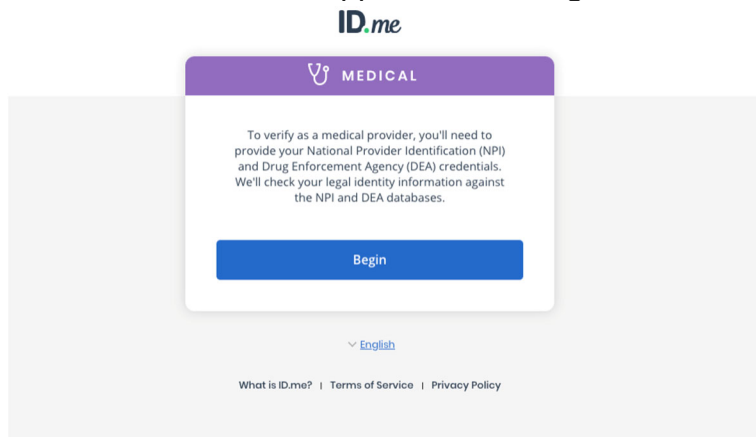 ID.me
MEDICAL
To verify as a medical provider, you'll need to
provide your National Provider Identification (NPI)
and Drug Enforcement Agency (DEA) credentials.
We'll check your legal identity information against
the NPI and DEA databases.
Begin
English
What is ID.me? | Terms of Service | Privacy Policy